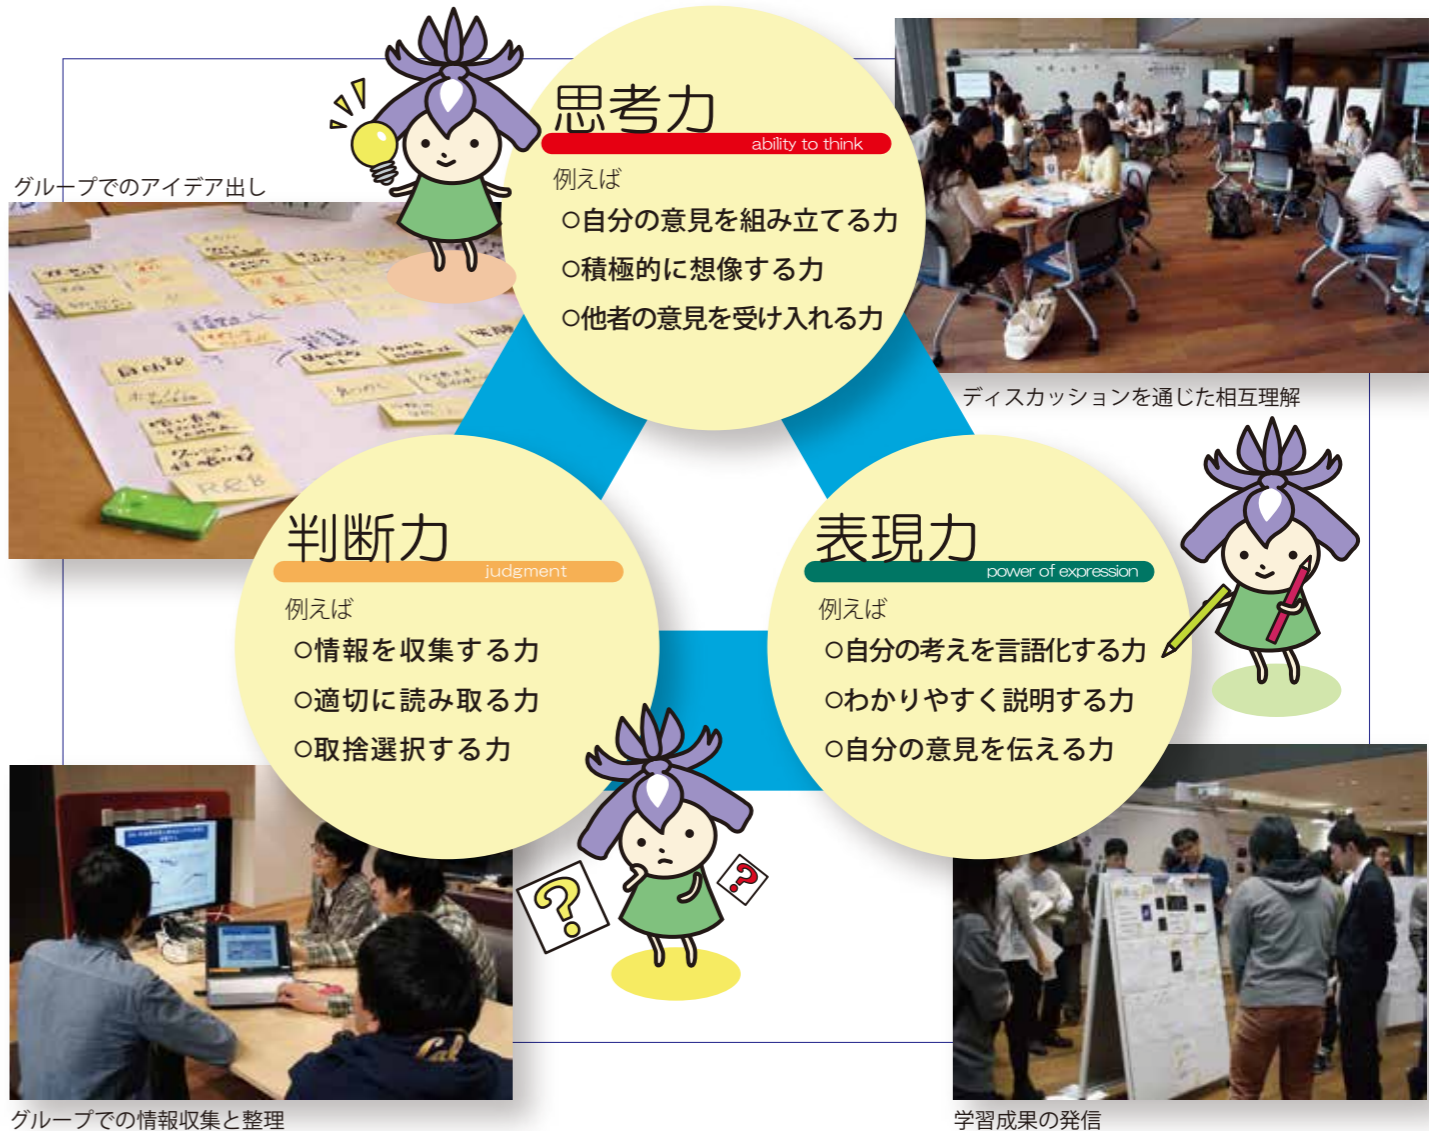 思考力
ability to think
例えば
○自分の意見を組み立てる力
○積極的に想像する力
○他者の意見を受け入れる力
グループでのアイデア出し
ディスカッションを通じた相互理解
判断力
judgment
例えば
○情報を収集する力
○適切に読み取る力
○取捨選択する力
表現力
power of expression
例えば
○自分の考えを言語化する力
○わかりやすく説明する力
○自分の意見を伝える力
?
?
自由
R&B
Cal
グループでの情報収集と整理
学習成果の発信